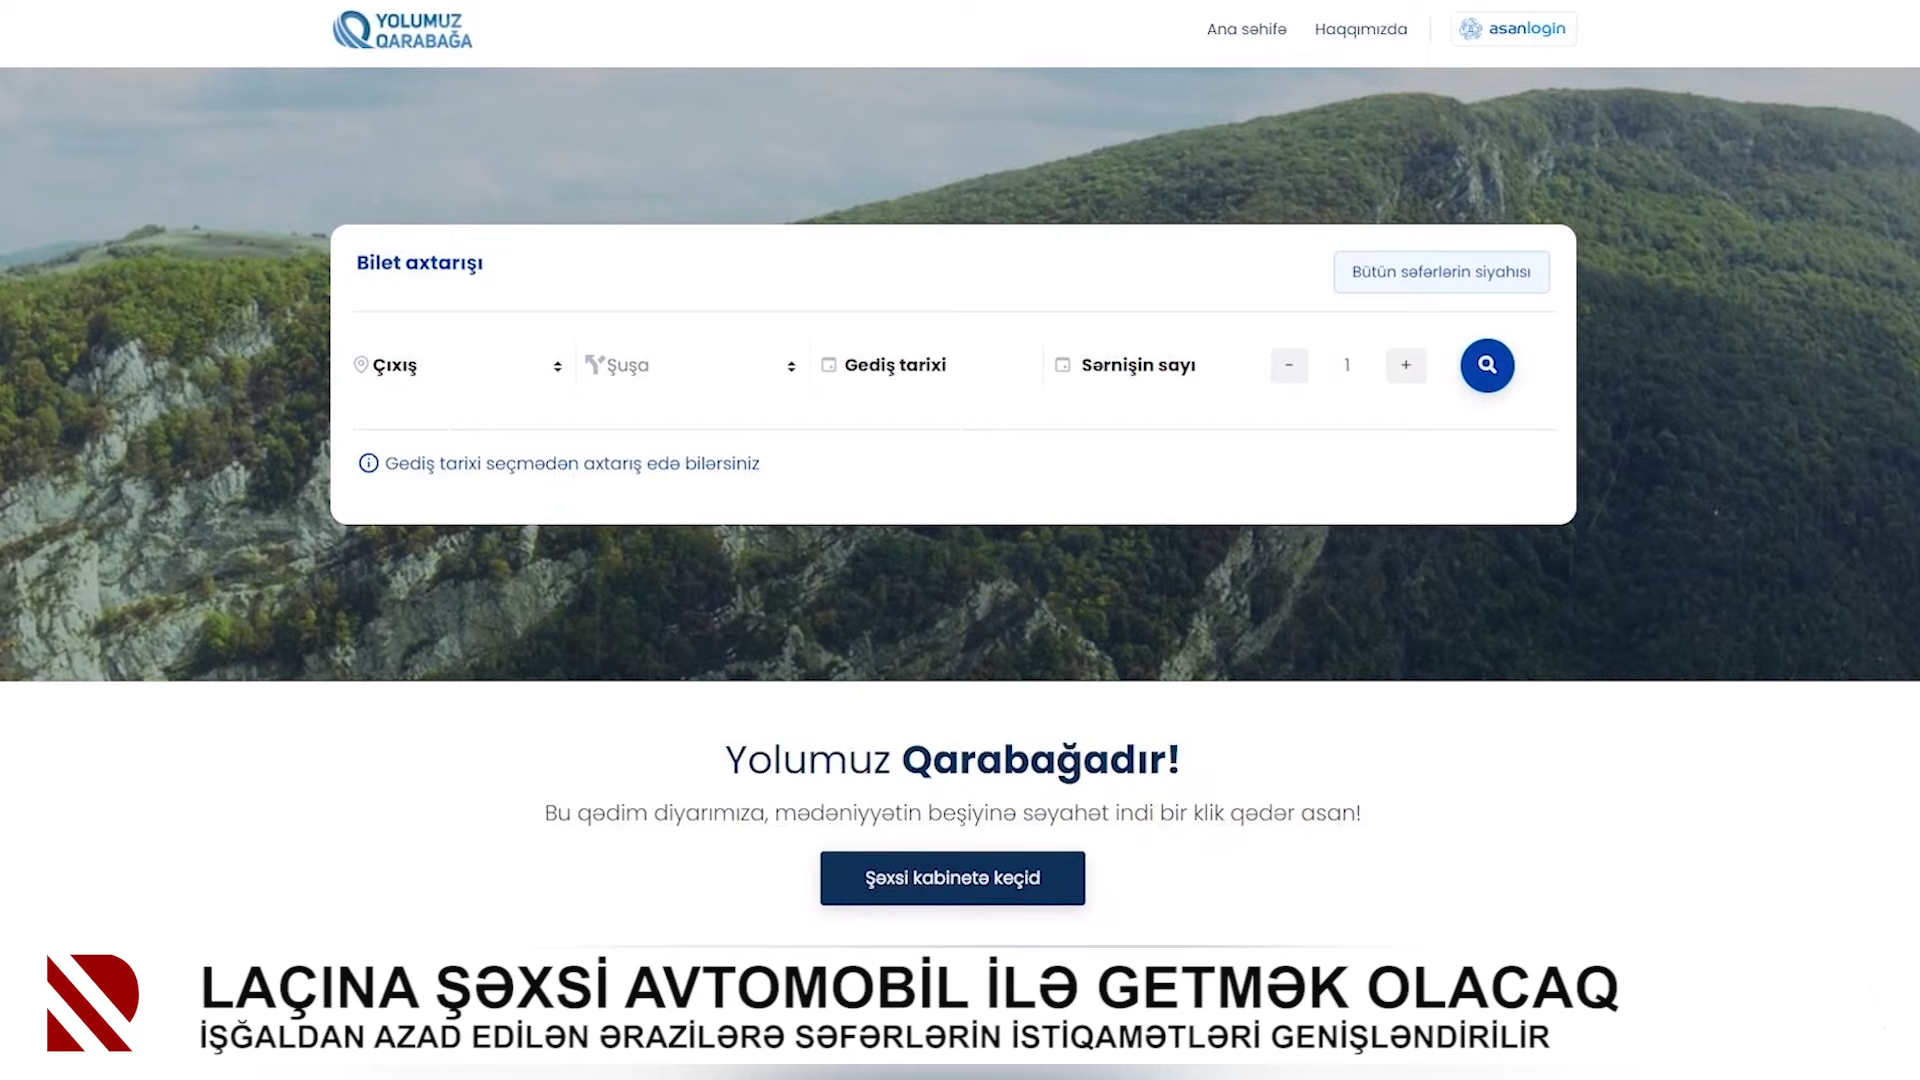 YOLUMUZ
QARABAĞA
Ana səhifə
Haqqımızda
asanlogin
Bilet axtarışı
Bütün səfərlərin siyahısı
Çıxış
Şuşa
Gediş tarixi
Sərnişin sayı
-
1
+
Gediş tarixi seçmədən axtarış edə bilərsiniz
Yolumuz Qarabağadır!
Bu qədim diyarımıza, mədəniyyətin beşiyinə səyahət indi bir klik qədər asan!
Şəxsi kabinetə keçid
LAÇINA ŞƏXSİ AVTOMOBİL İLƏ GETMƏK OLACAQ
İŞĞALDAN AZAD EDİLƏN ƏRAZİLƏRƏ SƏFƏRLƏRİN İSTİQAMƏTLƏRİ GENİŞLƏNDİRİLİR